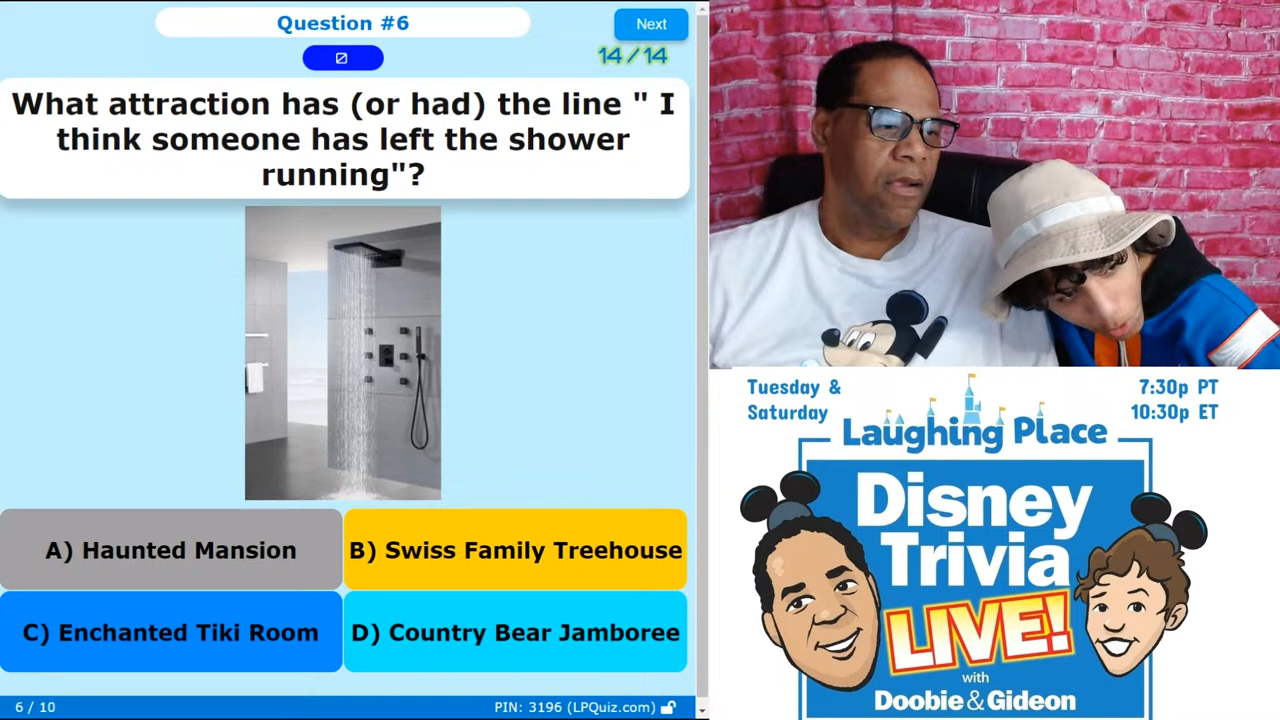 Question #6
Next
14/14
What attraction has (or had) the line " I
think someone has left the shower
running"?
A) Haunted Mansion
B) Swiss Family Treehouse
C) Enchanted Tiki Room
D) Country Bear Jamboree
6 / 10
PIN: 3196 (LPQuiz.com)
Tuesday &
Saturday
7:30p PT
10:30p ET
Laughing Place
Disney
Trivia
LIVE!
with
Doobie & Gideon